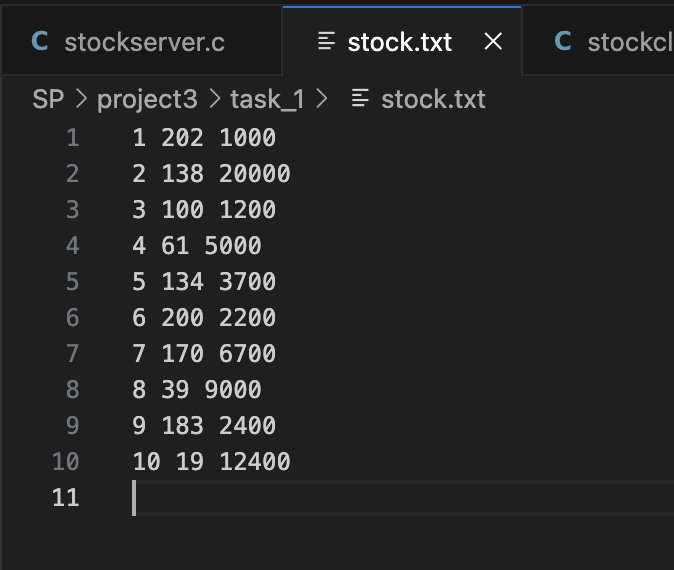 C stockserver.c stock.txt C stockcl
SP project3 task_1 stock.txt
1 1 202 1000
2 2 138 20000
3 3 100 1200
4 4 61 5000
5 5 134 3700
6 6 200 2200
7 7 170 6700
8 8 39 9000
9 9 183 2400
10 10 19 12400
11